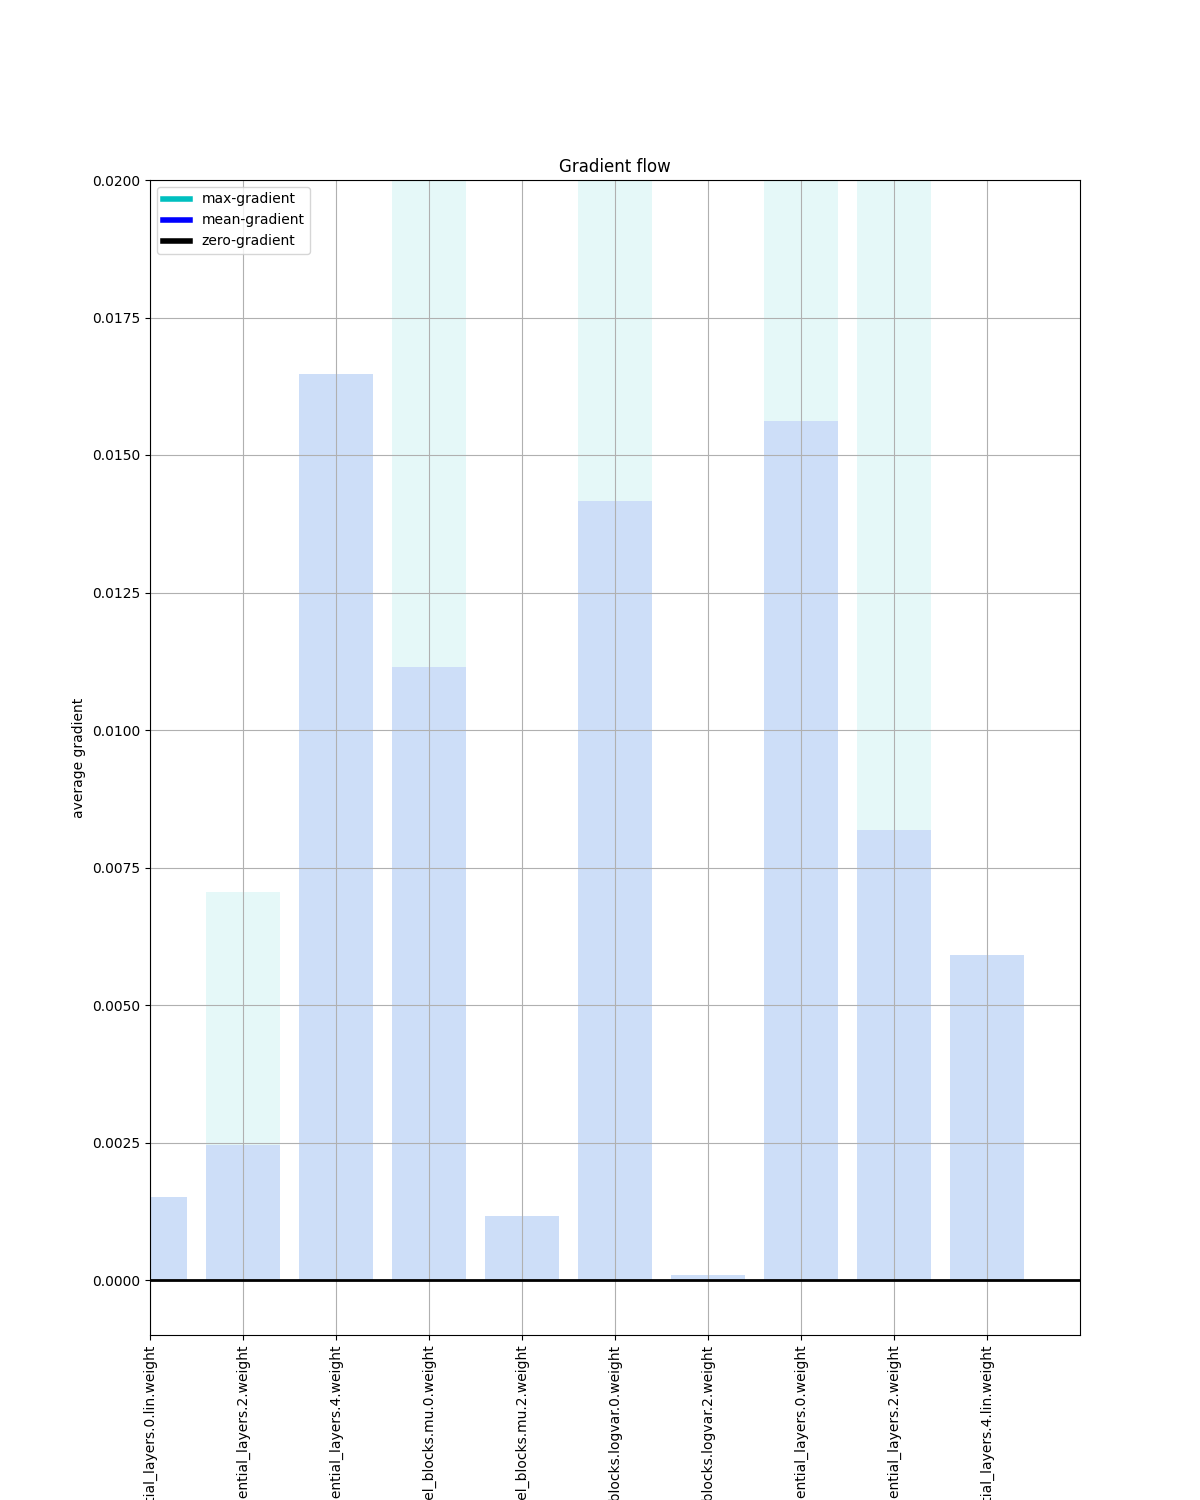 Gradient flow
max-gradient
mean-gradient
zero-gradient
0.0200
0.0175
0.0150
0.0125
0.0100
0.0075
0.0050
0.0025
0.0000
average gradient
tial_layers.0.lin.weight
ential_layers.2.weight
ential_layers.4.weight
el_blocks.mu.0.weight
el_blocks.mu.2.weight
blocks.logvar.0.weight
blocks.logvar.2.weight
ential_layers.0.weight
ential_layers.2.weight
tial_layers.4.lin.weight